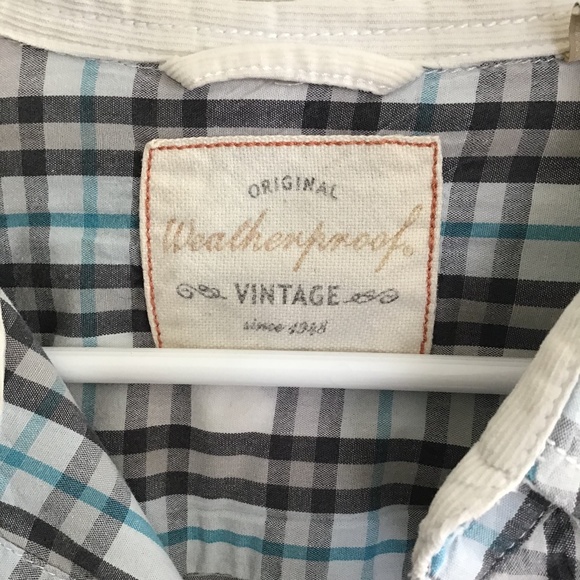 ORIGINAL
Weatherproof®
VINTAGE
since 1948